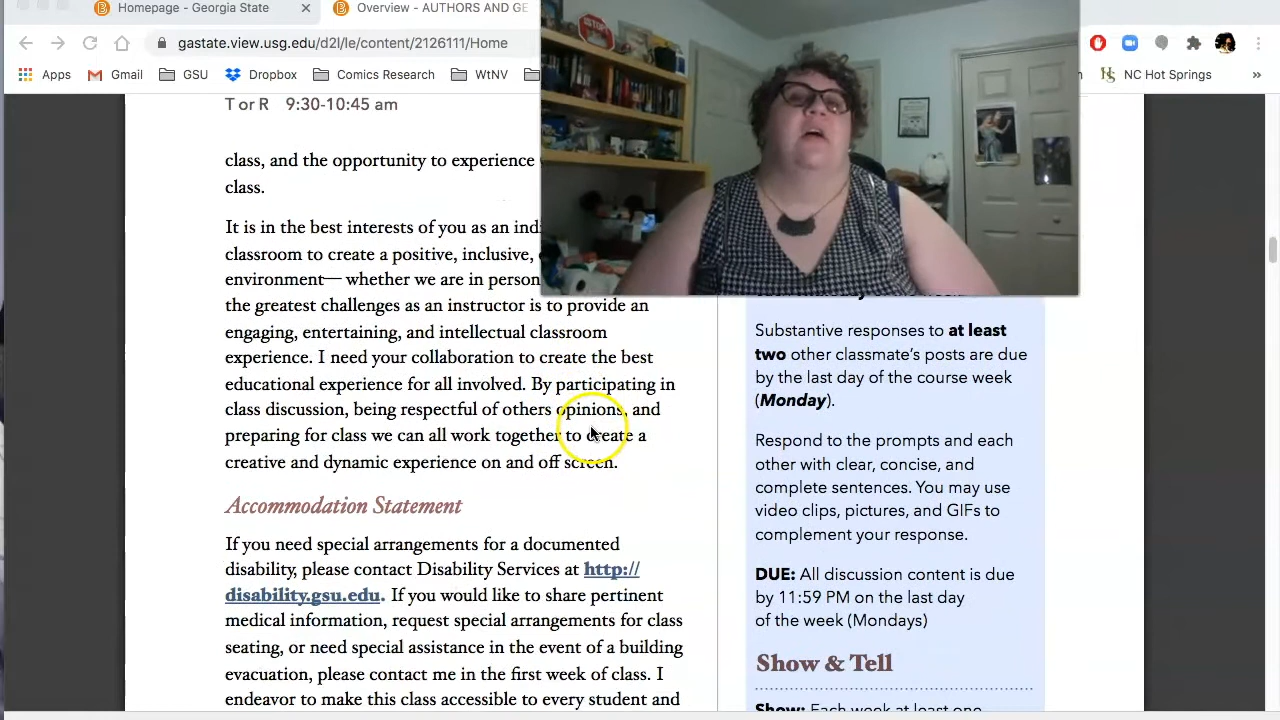 Homepage - Georgia State
Overview - AUTHORS AND GE
gastate.view.usg.edu/d2l/le/content/2126111/Home
Apps
Gmail
GSU
Dropbox
Comics Research
WtNV
NC Hot Springs
»
T or R 9:30-10:45 am
class, and the opportunity to experience
class.
It is in the best interests of you as an indi
classroom to create a positive, inclusive,
environment— whether we are in person
the greatest challenges as an instructor is to provide an
engaging, entertaining, and intellectual classroom
experience. I need your collaboration to create the best
educational experience for all involved. By participating in
class discussion, being respectful of others opinions, and
preparing for class we can all work together to create a
creative and dynamic experience on and off screen.
Accommodation Statement
If you need special arrangements for a documented
disability, please contact Disability Services at http://
disability.gsu.edu. If you would like to share pertinent
medical information, request special arrangements for class
seating, or need special assistance in the event of a building
evacuation, please contact me in the first week of class. I
endeavor to make this class accessible to every student and
Substantive responses to at least
two other classmate's posts are due
by the last day of the course week
(Monday).
Respond to the prompts and each
other with clear, concise, and
complete sentences. You may use
video clips, pictures, and GIFs to
complement your response.
DUE: All discussion content is due
by 11:59 PM on the last day
of the week (Mondays)
Show & Tell
Show: Each week at least one